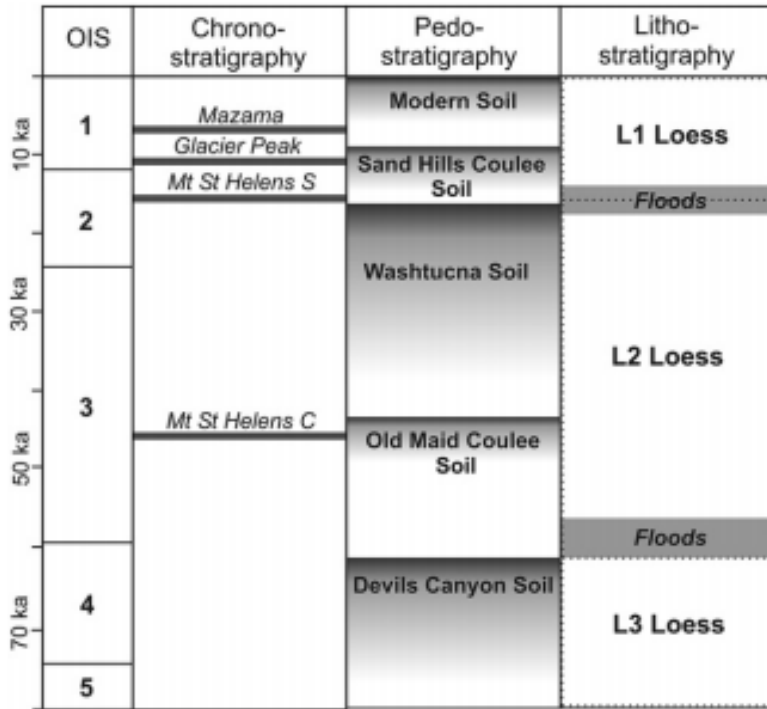 OIS
Chrono-
stratigraphy
Pedo-
stratigraphy
Litho-
stratigraphy
10 ka
30 ka
50 ka
70 ka
1
2
3
4
5
Mazama
Glacier Peak
Mt St Helens S
Mt St Helens C
Modern Soil
Sand Hills Coulee
Soil
Washtucna Soil
Old Maid Coulee
Soil
Devils Canyon Soil
L1 Loess
Floods
L2 Loess
Floods
L3 Loess